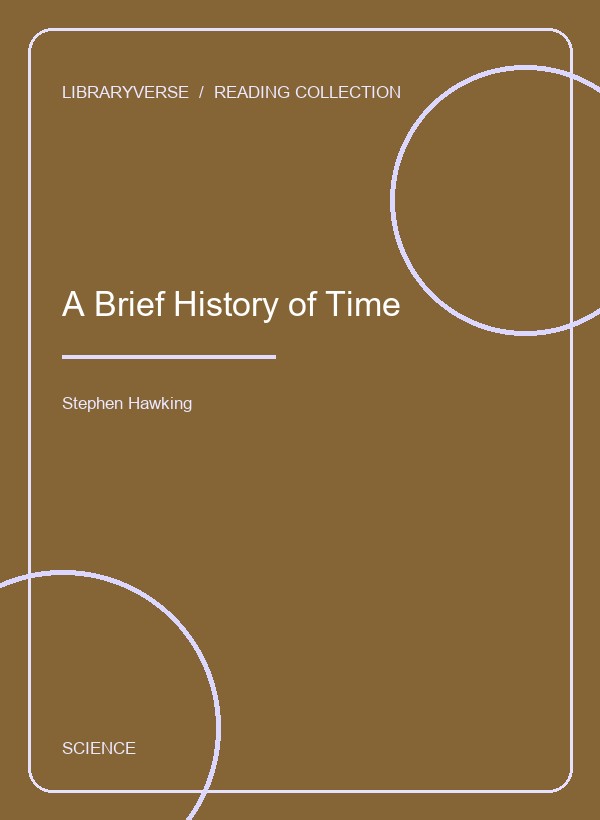 LIBRARYVERSE / READING COLLECTION
A Brief History of Time
Stephen Hawking
SCIENCE